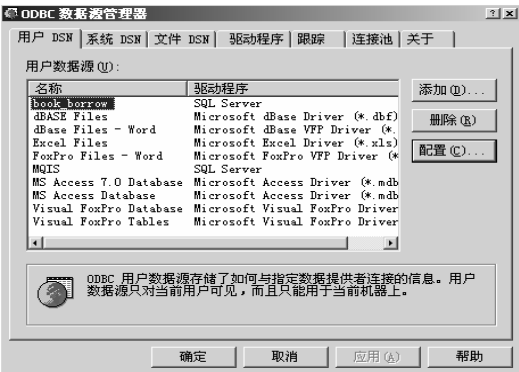 ODBC 数据源管理器
用户 DSN 系统 DSN 文件 DSN 驱动程序 跟踪 连接池 关于
用户数据源(U):
名称 驱动程序
book_borrow SQL Server
dBASE Files Microsoft dBase Driver (*.dbf)
dBase Files - Word Microsoft dBase VFP Driver (*.
Excel Files Microsoft Excel Driver (*.xls)
FoxPro Files - Word Microsoft FoxPro VFP Driver (*
MQIS SQL Server
MS Access 7.0 Database Microsoft Access Driver (*.mdb
MS Access Database Microsoft Access Driver (*.mdb
Visual FoxPro Database Microsoft Visual FoxPro Driver
Visual FoxPro Tables Microsoft Visual FoxPro Driver
添加(D)...
删除(R)
配置(C)...
ODBC 用户数据源存储了如何与指定数据提供者连接的信息。用户
数据源只对当前用户可见，而且只能用于当前机器上。
确定 取消 应用(A) 帮助